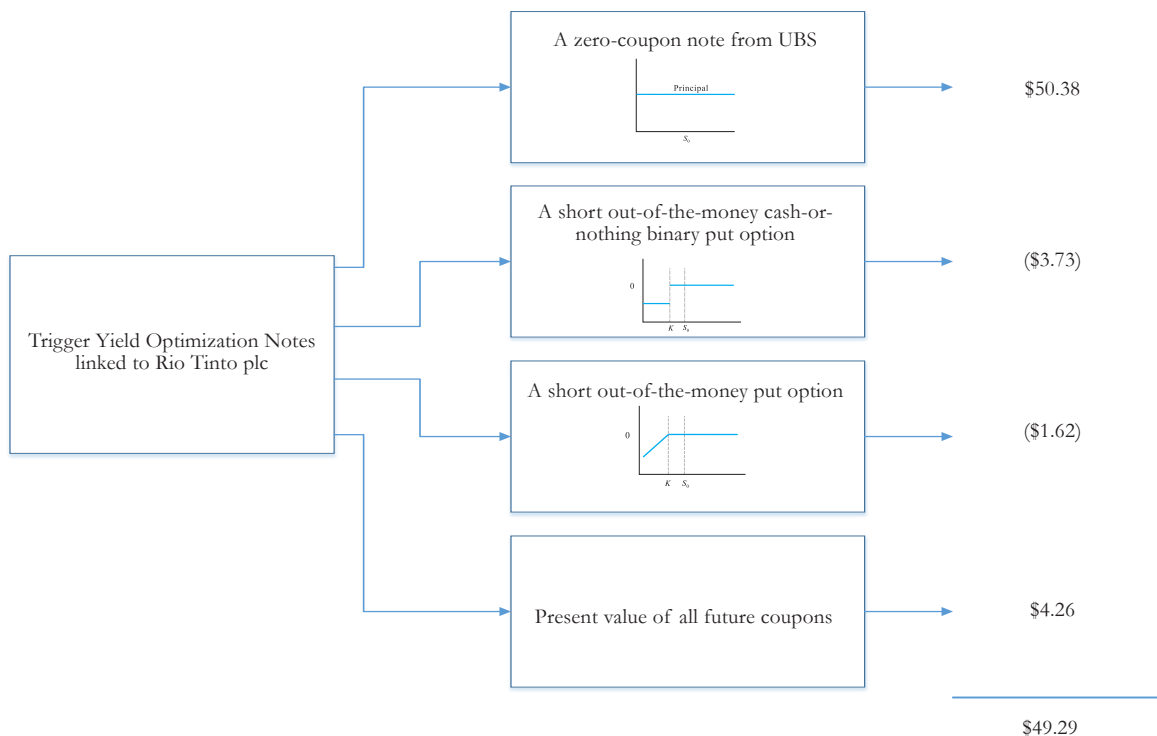 A zero-coupon note from UBS
Principal
S0
$50.38
A short out-of-the-money cash-or-
nothing binary put option
0
K S0
($3.73)
Trigger Yield Optimization Notes
linked to Rio Tinto plc
A short out-of-the-money put option
0
K S0
($1.62)
Present value of all future coupons
$4.26
$49.29